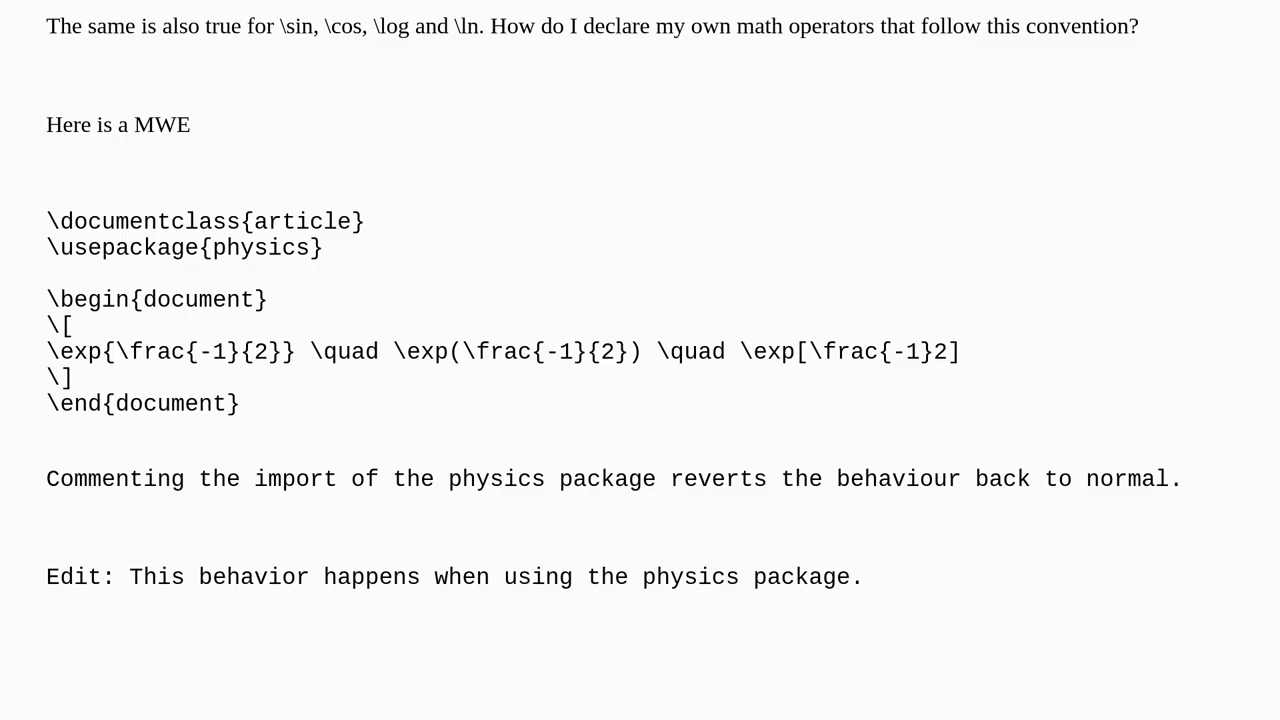 The same is also true for \sin, \cos, \log and \ln. How do I declare my own math operators that follow this convention?
Here is a MWE
\documentclass{article}
\usepackage{physics}
\begin{document}
\[
\exp{\frac{-1}{2}} \quad \exp(\frac{-1}{2}) \quad \exp[\frac{-1}2]
\]
\end{document}
Commenting the import of the physics package reverts the behaviour back to normal.
Edit: This behavior happens when using the physics package.